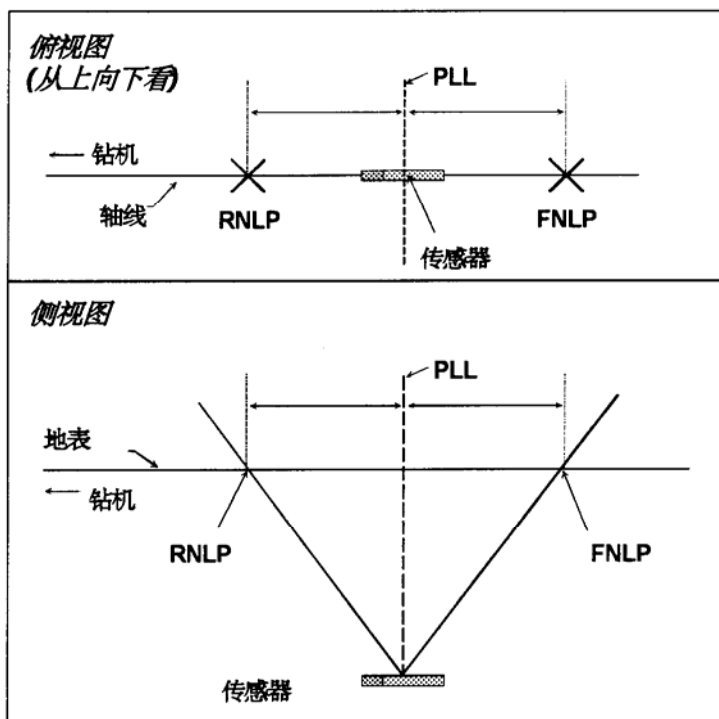 俯视图
(从上向下看)
PLL
钻机
轴线
RNLP
FNLP
传感器
侧视图
PLL
地表
钻机
RNLP
FNLP
传感器